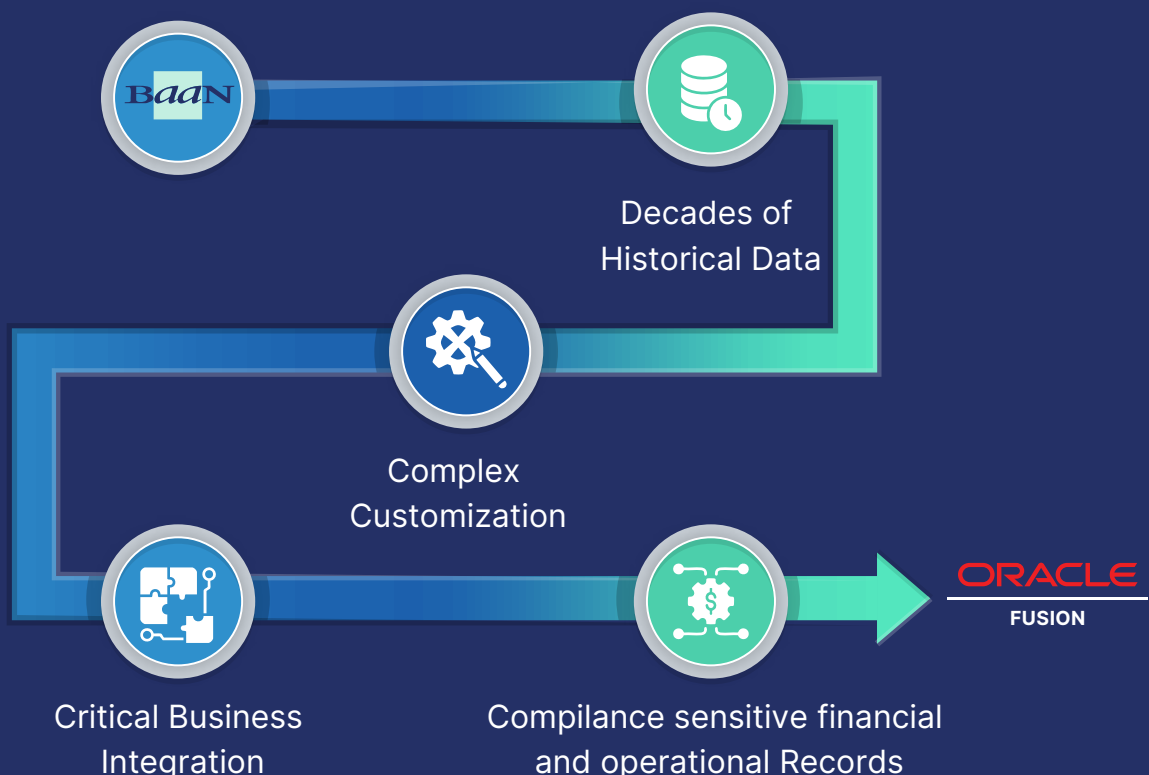 BaaN
Decades of
Historical Data
Complex
Customization
Critical Business
Integration
Compilance sensitive financial
and operational Records
$
ORACLE
FUSION